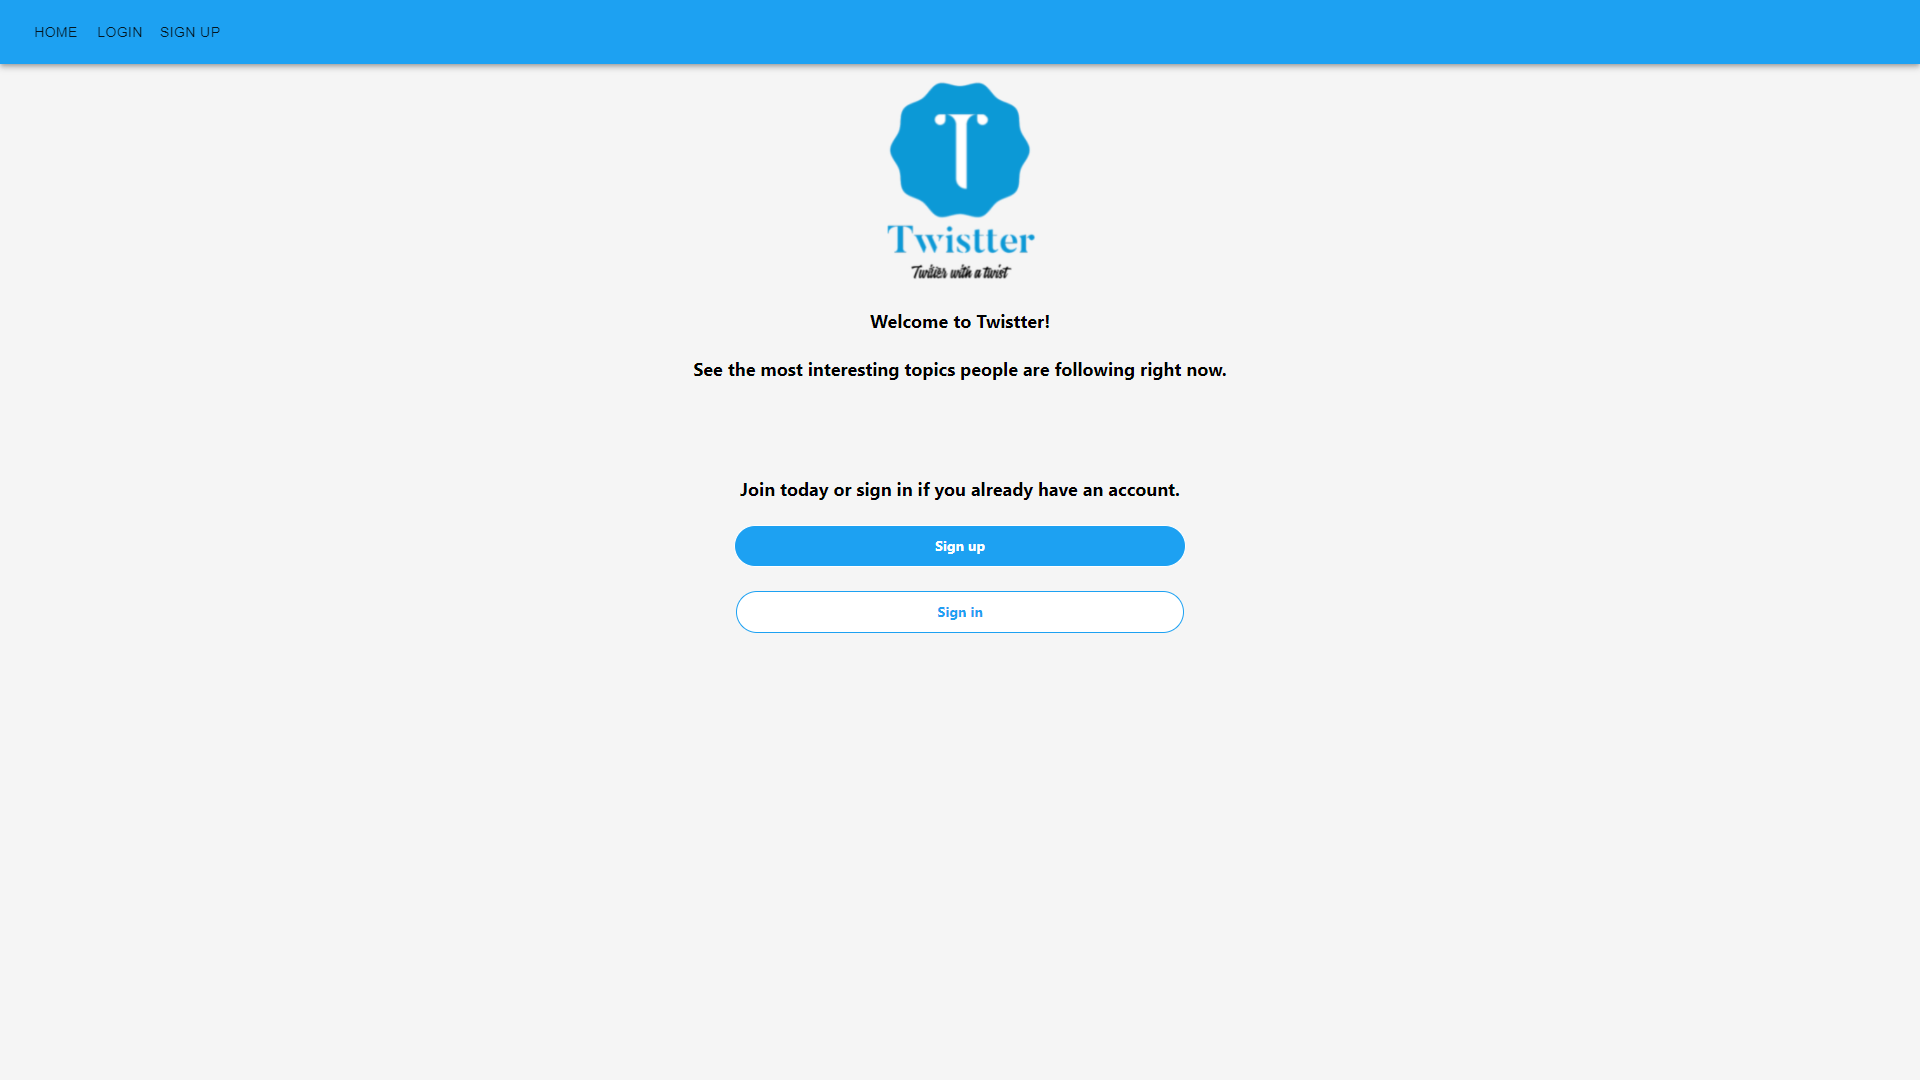 HOME LOGIN SIGN UP
T
Twistter
Twitter with a twist
Welcome to Twistter!
See the most interesting topics people are following right now.
Join today or sign in if you already have an account.
Sign up
Sign in